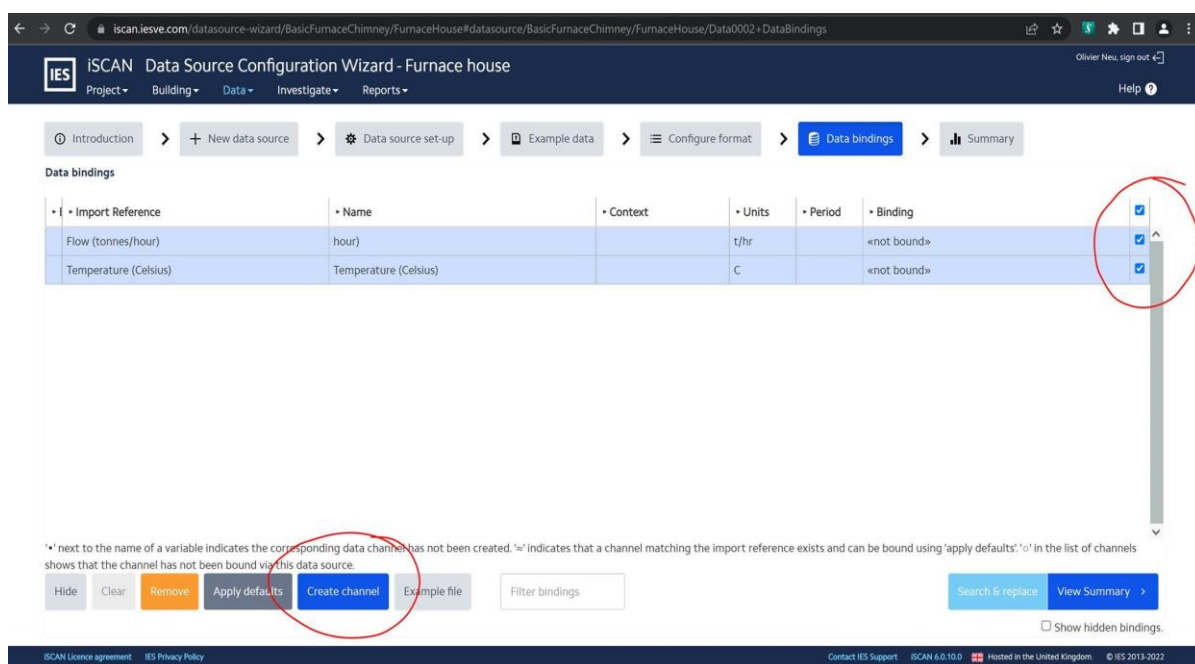 iscan.iesve.com/datasource-wizard/BasicFurnaceChimney/FurnaceHouse#datasource/BasicFurnaceChimney/FurnaceHouse/Data0002+DataBindings
IES iSCAN Data Source Configuration Wizard - Furnace house
Olivier Neu, sign out
Project Building Data Investigate Reports
Help ?
Introduction New data source Data source set-up Example data Configure format Data bindings Summary
Data bindings
Import Reference Name Context Units Period Binding
Flow (tonnes/hour) hour) t/hr «not bound»
Temperature (Celsius) Temperature (Celsius) C «not bound»
'•' next to the name of a variable indicates the corresponding data channel has not been created. '≈' indicates that a channel matching the import reference exists and can be bound using 'apply defaults'. '○' in the list of channels
shows that the channel has not been bound via this data source.
Hide Clear Remove Apply defaults Create channel Example file Filter bindings Search & replace View Summary
Show hidden bindings.
iSCAN Licence agreement IES Privacy Policy Contact IES Support iSCAN 6.0.10.0 Hosted in the United Kingdom. © IES 2013-2022